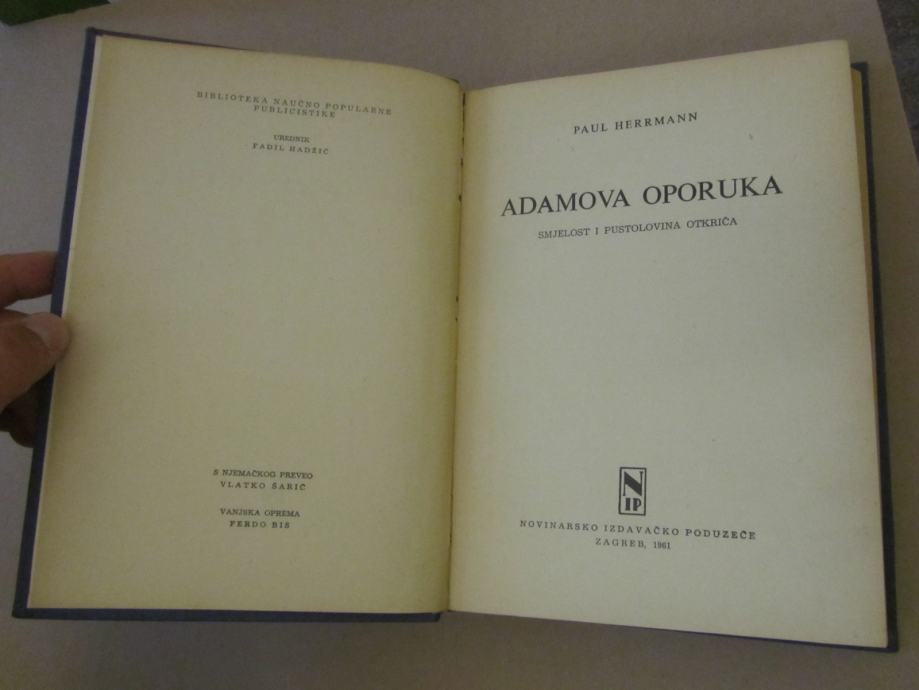 BIBLIOTEKA NAUČNO POPULARNE
PUBLICISTIKE
UREDNIK
FADIL HADŽIĆ
S NJEMAČKOG PREVEO
VLATKO ŠARIĆ
VANJSKA OPREMA
FERDO BIS
PAUL HERRMANN
ADAMOVA OPORUKA
SMJELOST I PUSTOLOVINA OTKRIĆA
N
IP
NOVINARSKO IZDAVAČKO PODUZEĆE
ZAGREB, 1961